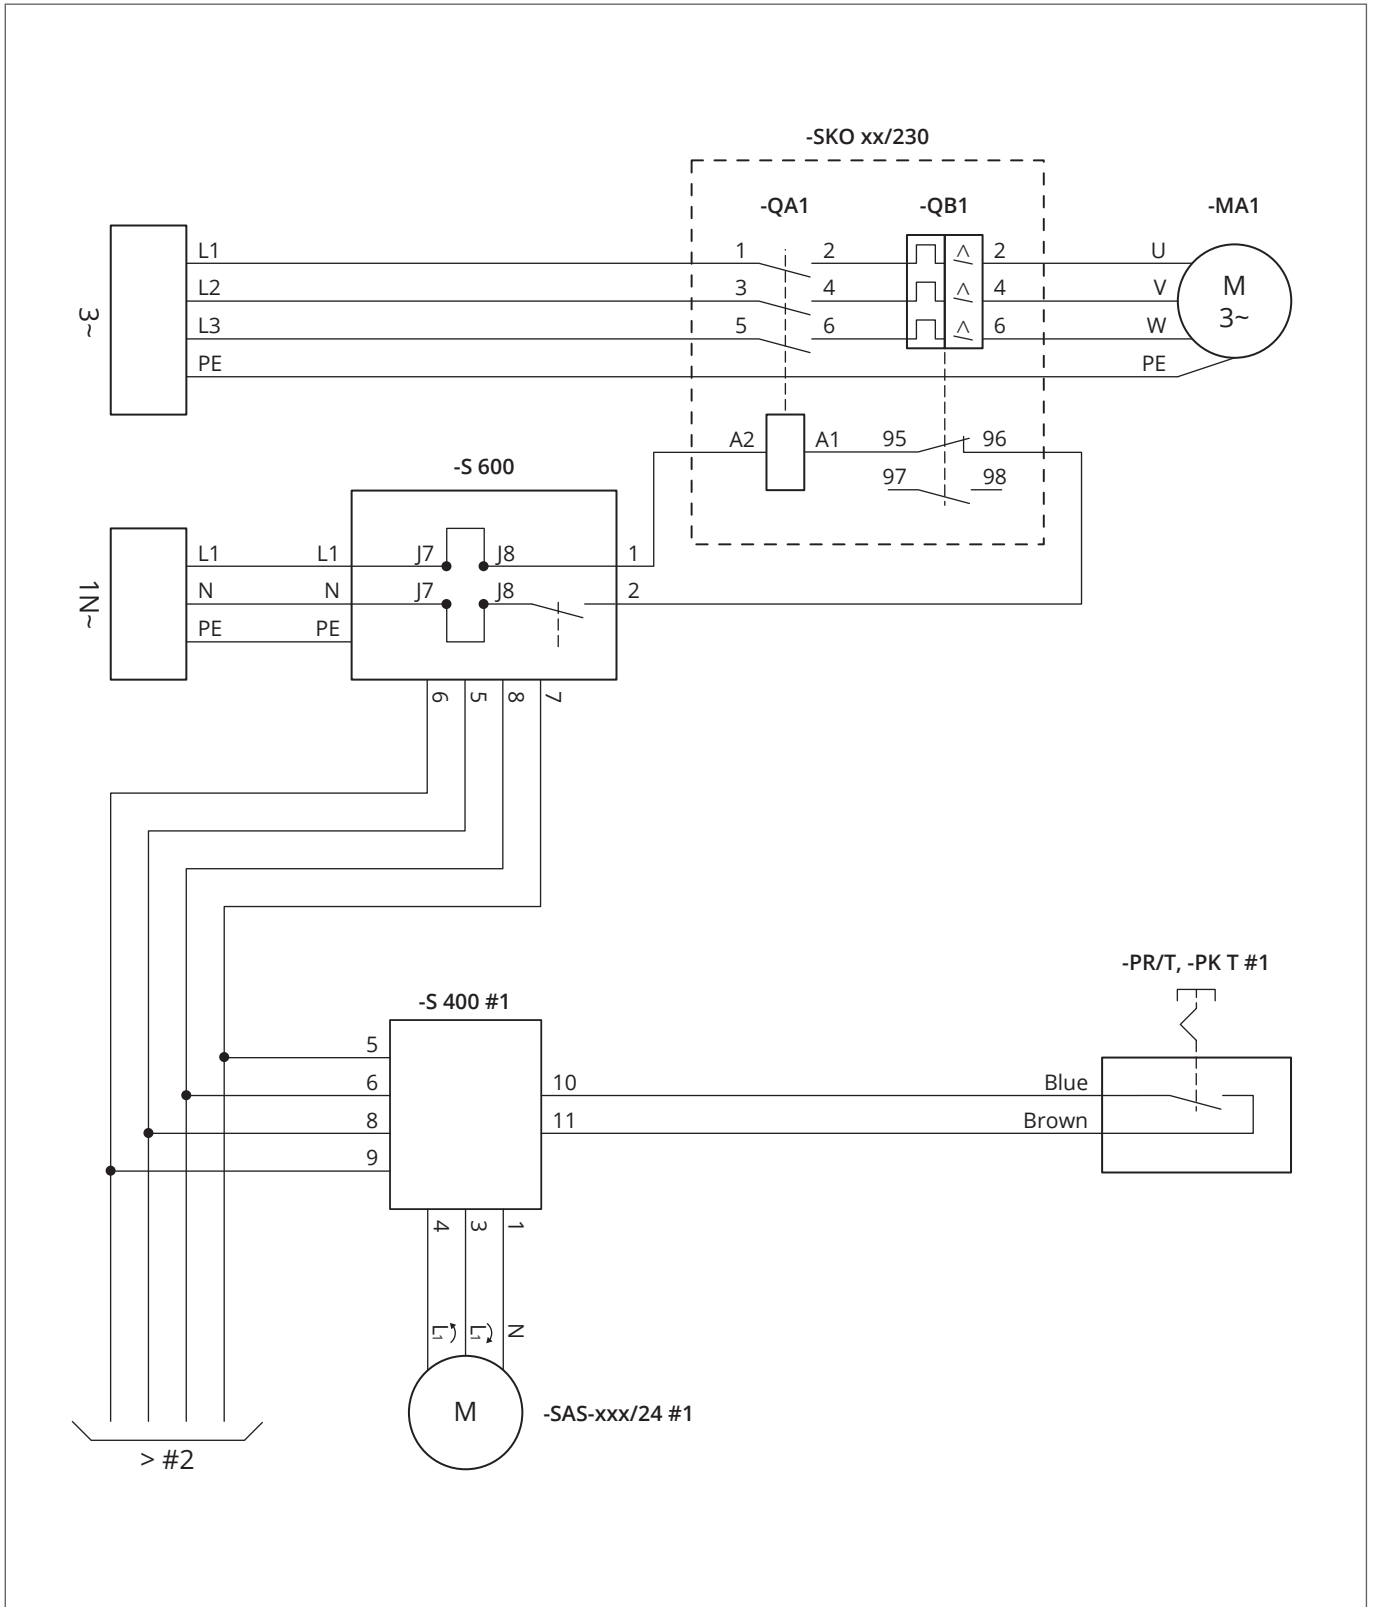 -SKO xx/230
-QA1 -QB1 -MA1
L1 1 2 2 U
L2 3 4 4 V
L3 5 6 6 W
PE PE
3~
M
3~
A2 A1 95 96
97 98
-S 600
L1 L1 J7 J8 1
N N J7 J8 2
PE PE
1N~
6 5 8 7
-PR/T, -PK T #1
-S 400 #1
5
6 10 Blue
8 11 Brown
9
4 3 1
L1 L1 N
M
-SAS-xxx/24 #1
> #2